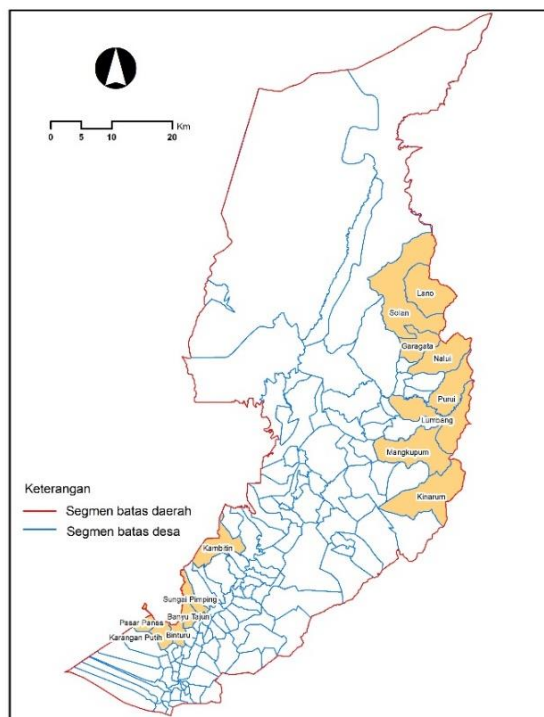 0 5 10 20 Km
Lano
Solan
Garagata
Nalui
Purui
Lumbang
Mangkupum
Kinarum
Keterangan
Segmen batas daerah
Segmen batas desa
Kambitin
Sungai Pimping
Banyu Tajun
Pasar Panas
Karangan Putih
Binturu